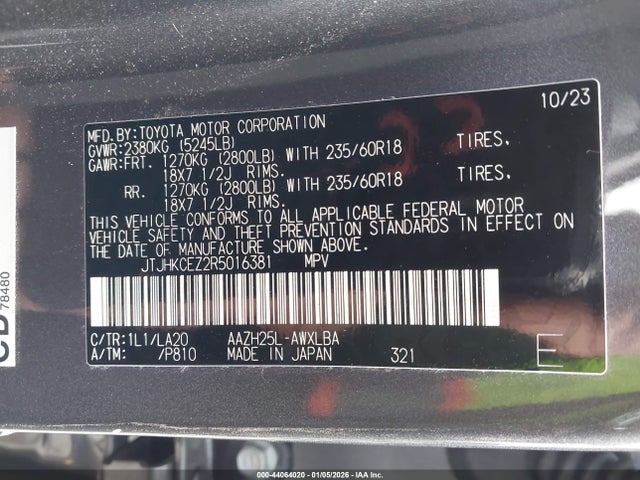 10/23
MFD.BY:TOYOTA MOTOR CORPORATION
GVWR:2380KG (5245LB)
GAWR:FRT. 1270KG (2800LB) WITH 235/60R18 TIRES,
18X7 1/2J RIMS.
RR. 1270KG (2800LB) WITH 235/60R18 TIRES,
18X7 1/2J RIMS.
THIS VEHICLE CONFORMS TO ALL APPLICABLE FEDERAL MOTOR
VEHICLE SAFETY AND THEFT PREVENTION STANDARDS IN EFFECT ON
THE DATE OF MANUFACTURE SHOWN ABOVE.
JTJHKCEZ2R5016381 MPV
C/TR:1L1/LA20 AAZH25L-AWXLBA
A/TM: /P810 MADE IN JAPAN 321 E
78480
000-44064020 - 01/05/2026 - IAAI.com